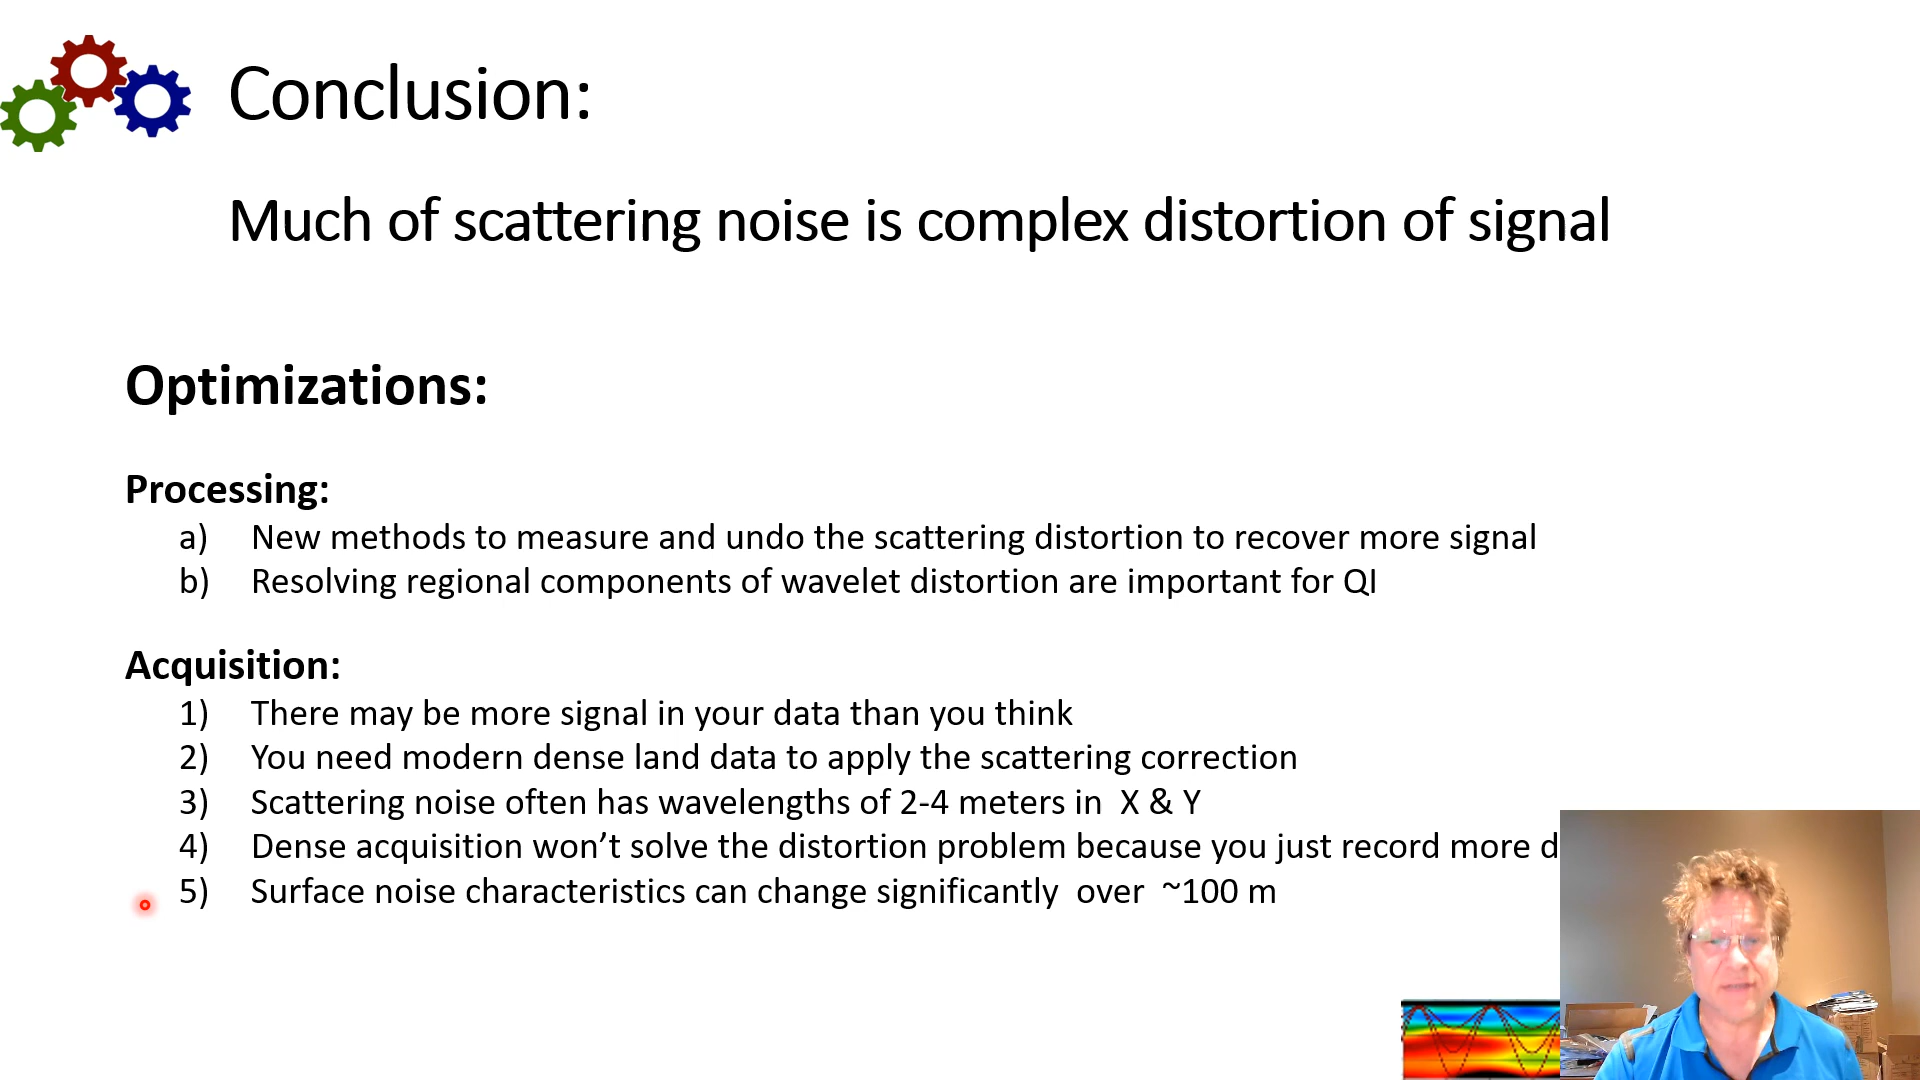 Conclusion:
Much of scattering noise is complex distortion of signal
Optimizations:
Processing:
a) New methods to measure and undo the scattering distortion to recover more signal
b) Resolving regional components of wavelet distortion are important for QI
Acquisition:
1) There may be more signal in your data than you think
2) You need modern dense land data to apply the scattering correction
3) Scattering noise often has wavelengths of 2-4 meters in X & Y
4) Dense acquisition won’t solve the distortion problem because you just record more
5) Surface noise characteristics can change significantly over ~100 m